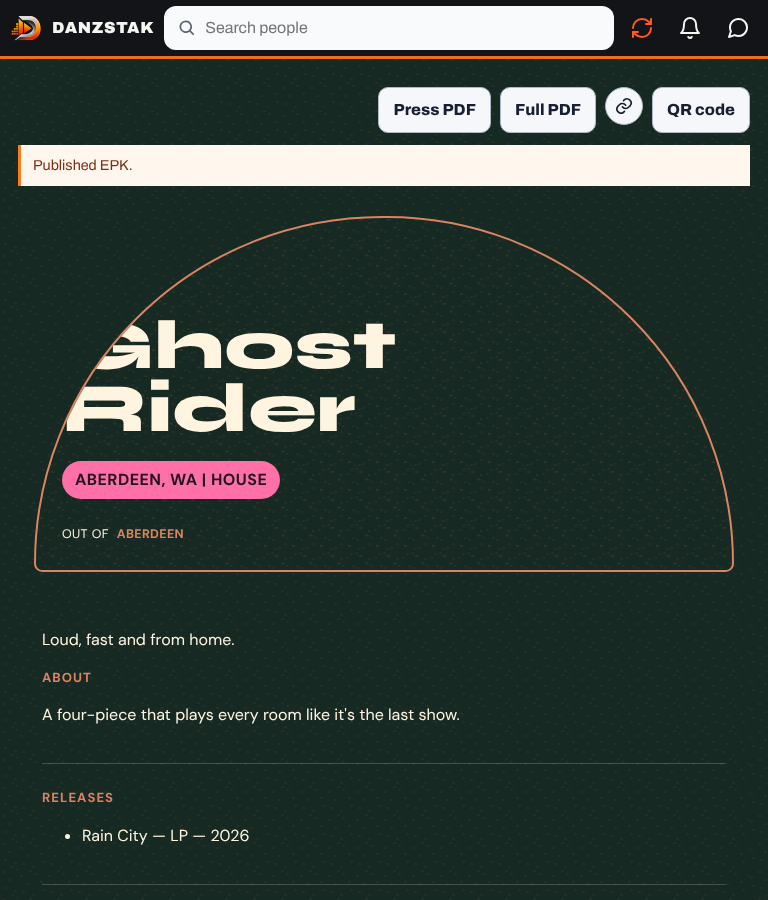 DANZSTAK
Search people
Press PDF
Full PDF
QR code
Published EPK.
Ghost
Rider
ABERDEEN, WA | HOUSE
OUT OF ABERDEEN
Loud, fast and from home.
ABOUT
A four-piece that plays every room like it's the last show.
RELEASES
• Rain City — LP — 2026